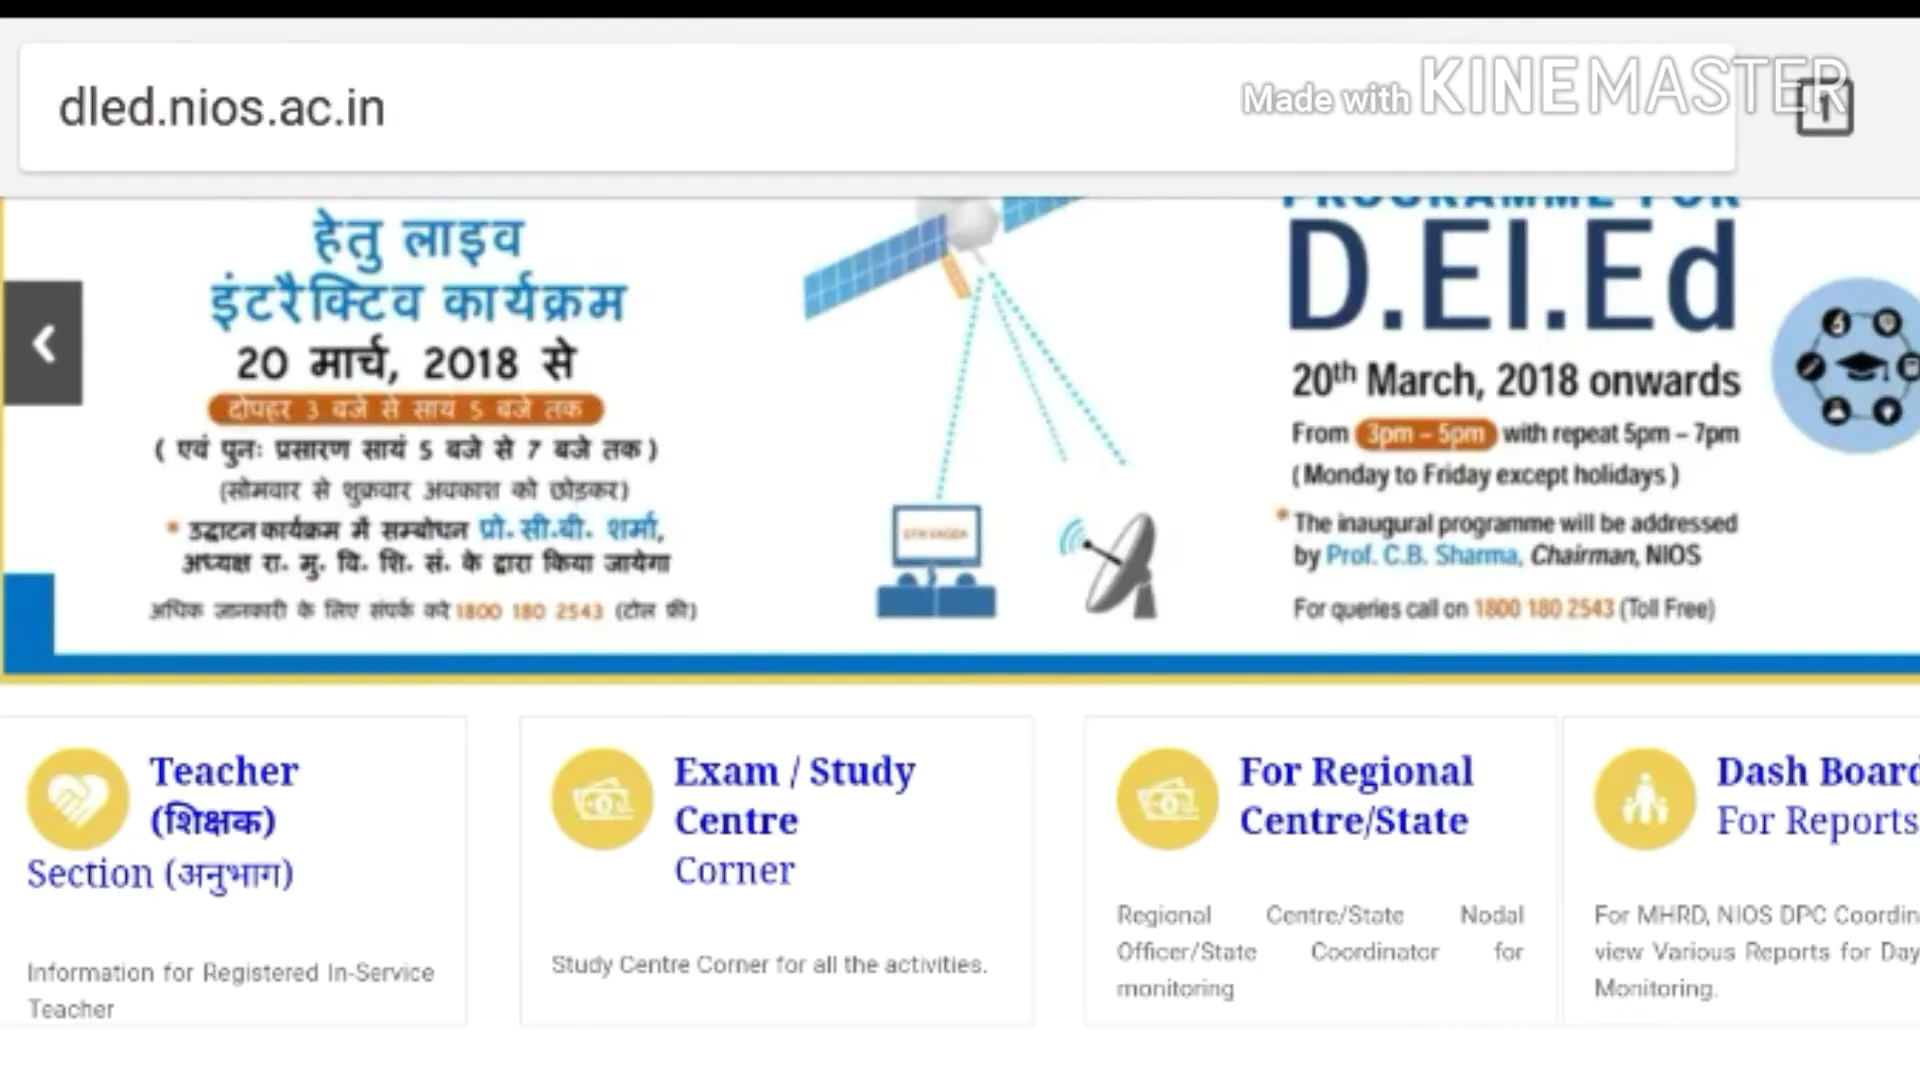 dled.nios.ac.in
Made with KINEMASTER
1
हेतु लाइव
इंटरैक्टिव कार्यक्रम
20 मार्च, 2018 से
दोपहर 3 बजे से सायं 5 बजे तक
( एवं पुनः प्रसारण सायं 5 बजे से 7 बजे तक )
(सोमवार से शुक्रवार अवकाश को छोड़कर)
* उद्घाटन कार्यक्रम में सम्बोधन प्रो. सी.बी. शर्मा,
अध्यक्ष रा. मु. वि. शि. सं. के द्वारा किया जायेगा
अधिक जानकारी के लिए संपर्क करें 1800 180 2543 (टोल फ्री)
PROGRAMME FOR
D.El.Ed
20th March, 2018 onwards
From 3pm – 5pm with repeat 5pm – 7pm
( Monday to Friday except holidays )
* The inaugural programme will be addressed
by Prof. C.B. Sharma, Chairman, NIOS
For queries call on 1800 180 2543 (Toll Free)
Teacher
(शिक्षक)
Section (अनुभाग)
Information for Registered In-Service
Teacher
Exam / Study
Centre
Corner
Study Centre Corner for all the activities.
For Regional
Centre/State
Regional Centre/State Nodal
Officer/State Coordinator for
monitoring
Dash Board
For Reports
For MHRD, NIOS DPC Coordin
view Various Reports for Day
Monitoring.